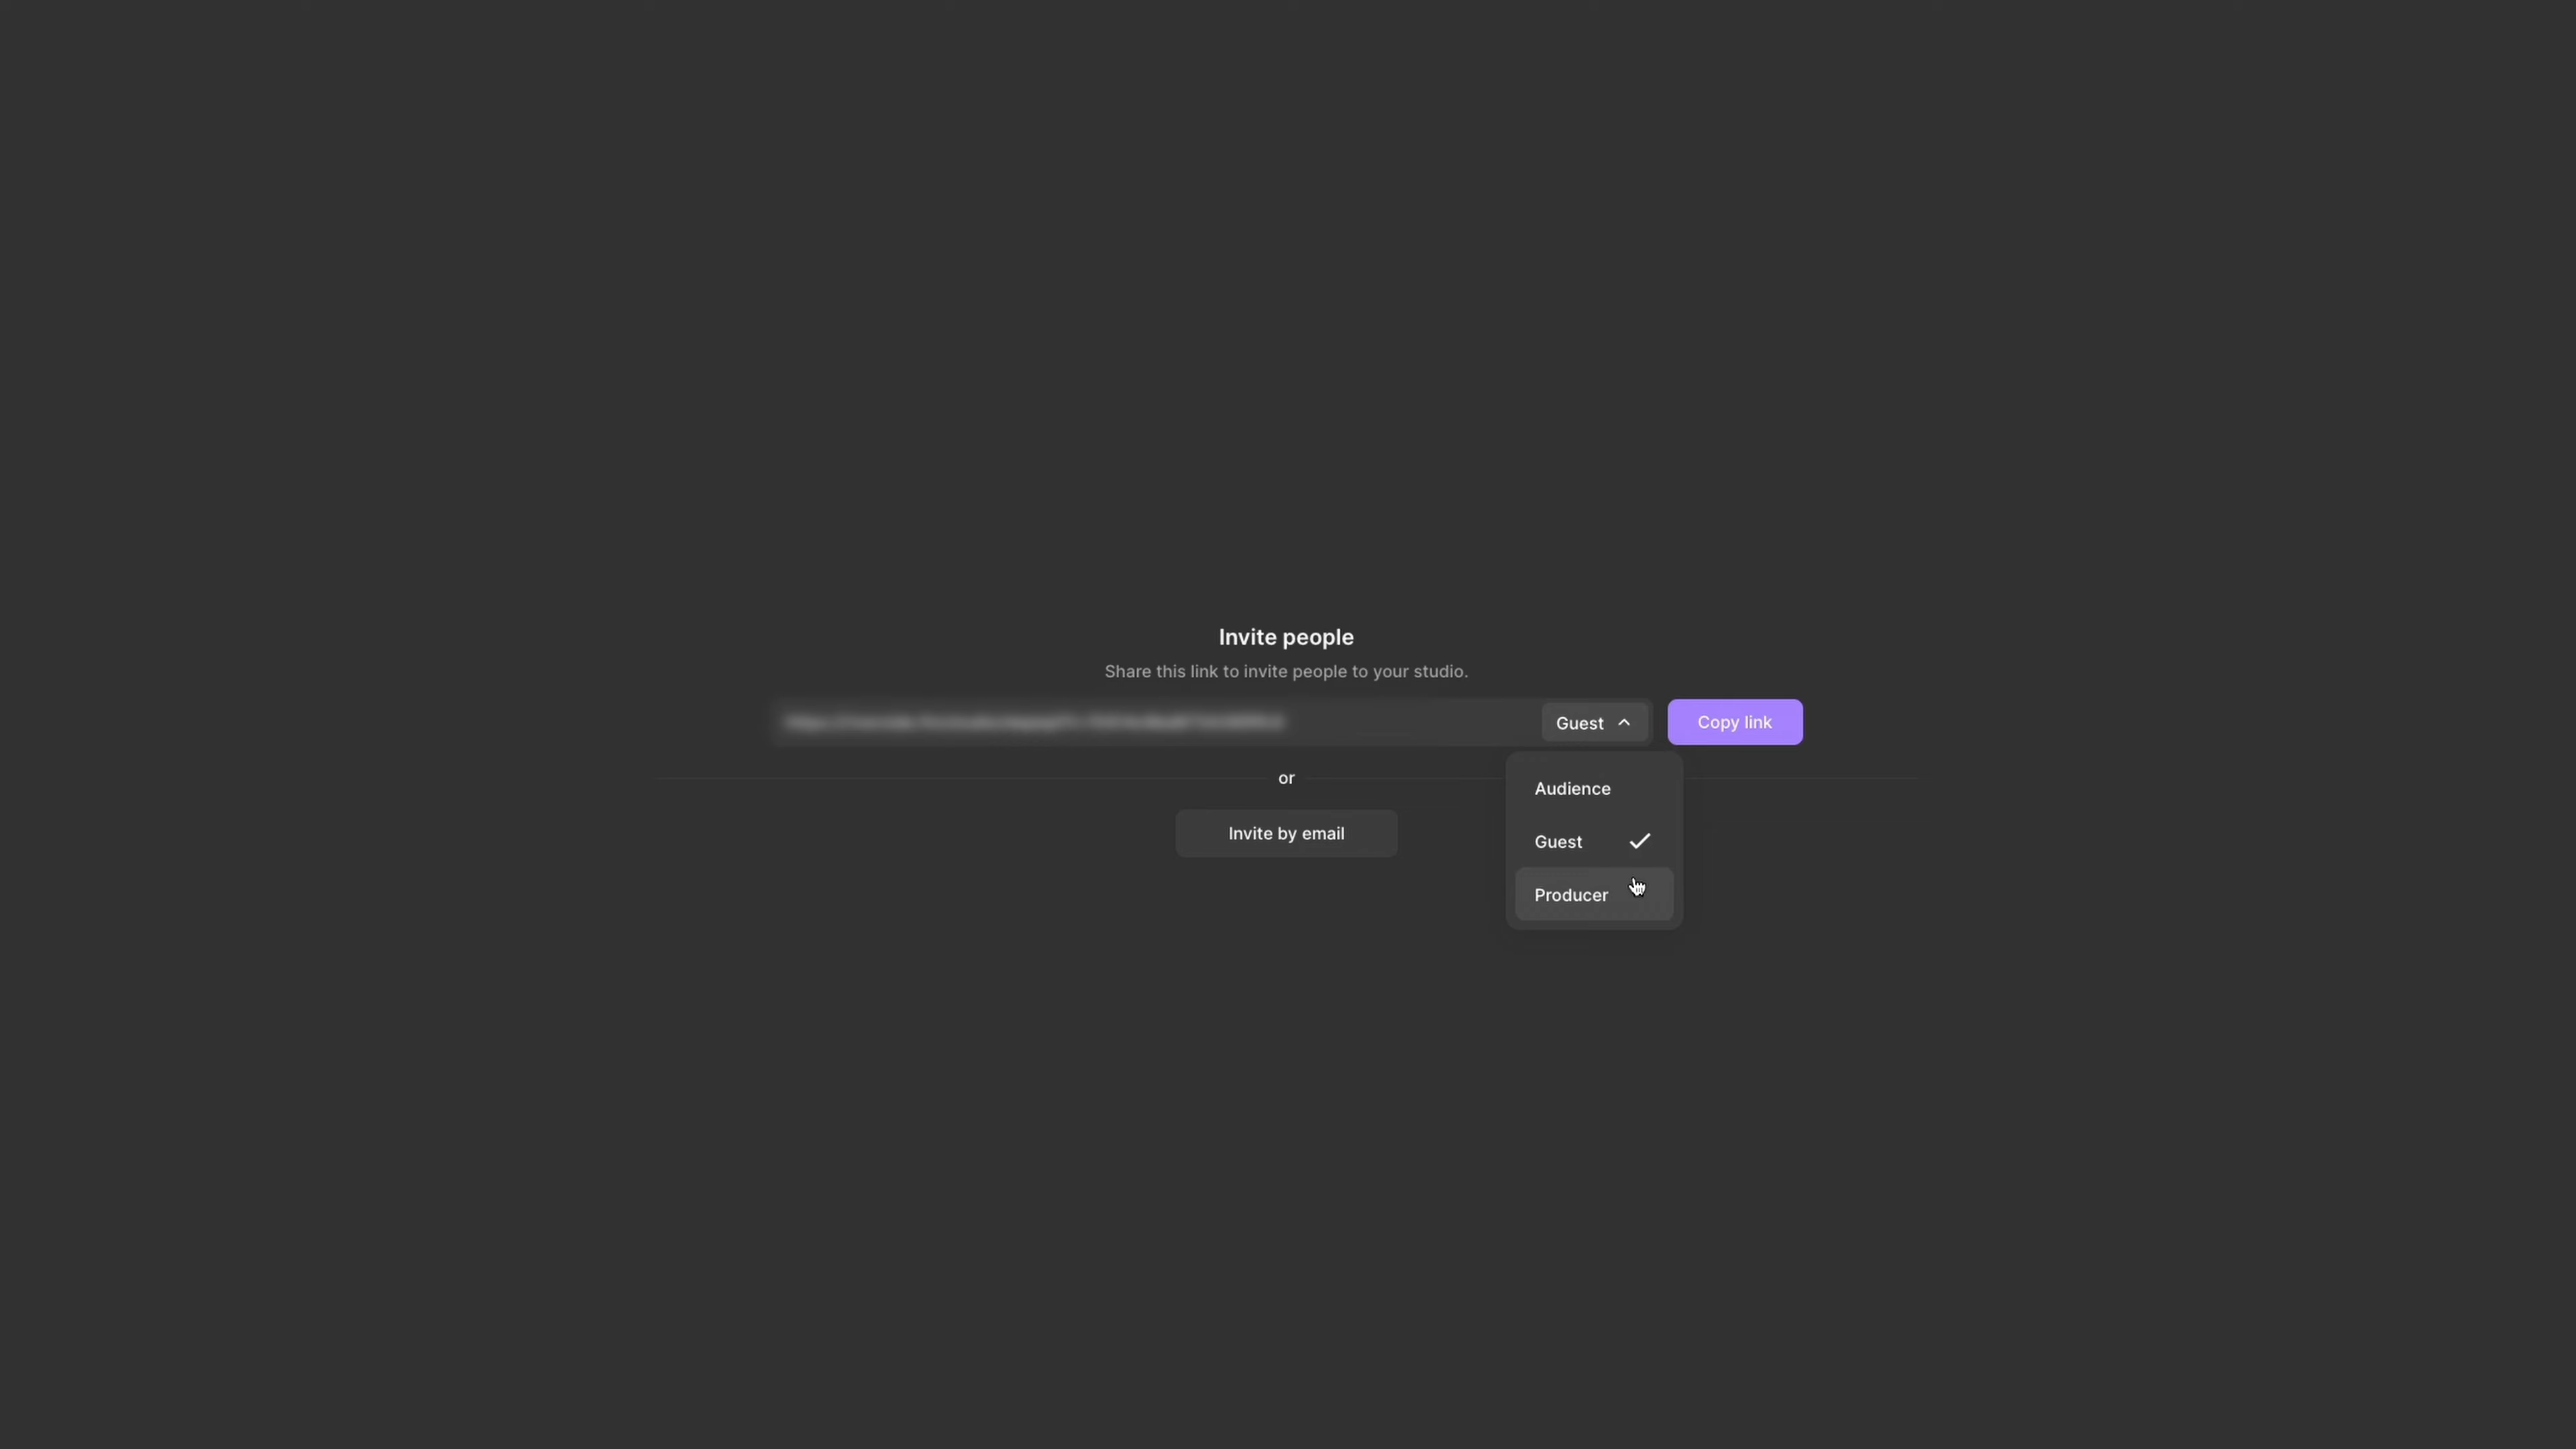 Invite people
Share this link to invite people to your studio.
Guest
Copy link
or
Invite by email
Audience
Guest
Producer